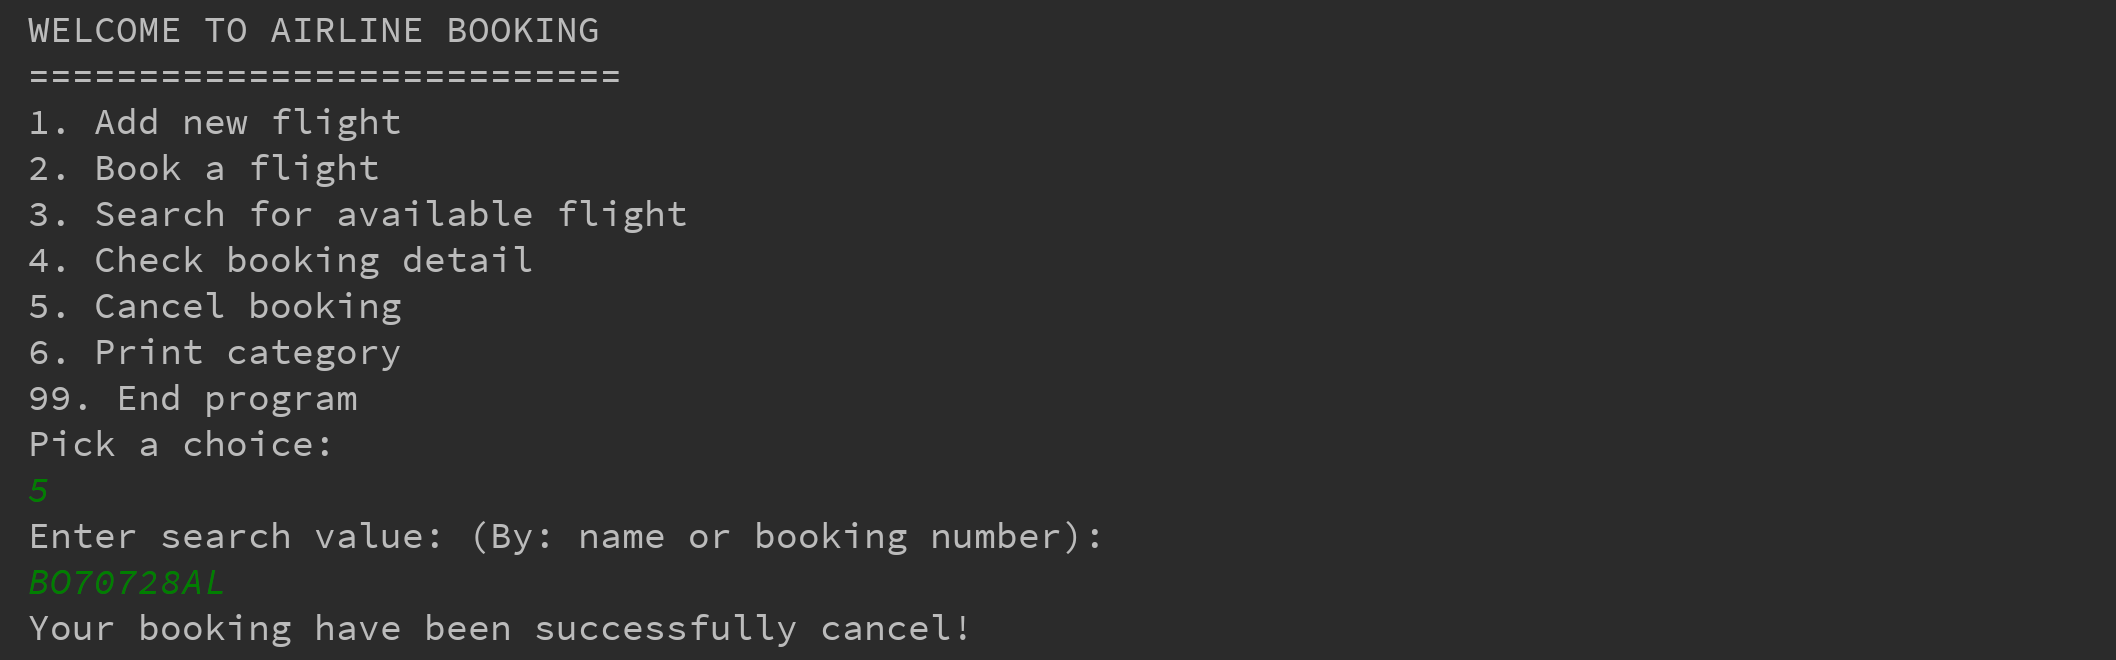 WELCOME TO AIRLINE BOOKING
===========================
1. Add new flight
2. Book a flight
3. Search for available flight
4. Check booking detail
5. Cancel booking
6. Print category
99. End program
Pick a choice:
5
Enter search value: (By: name or booking number):
BO70728AL
Your booking have been successfully cancel!